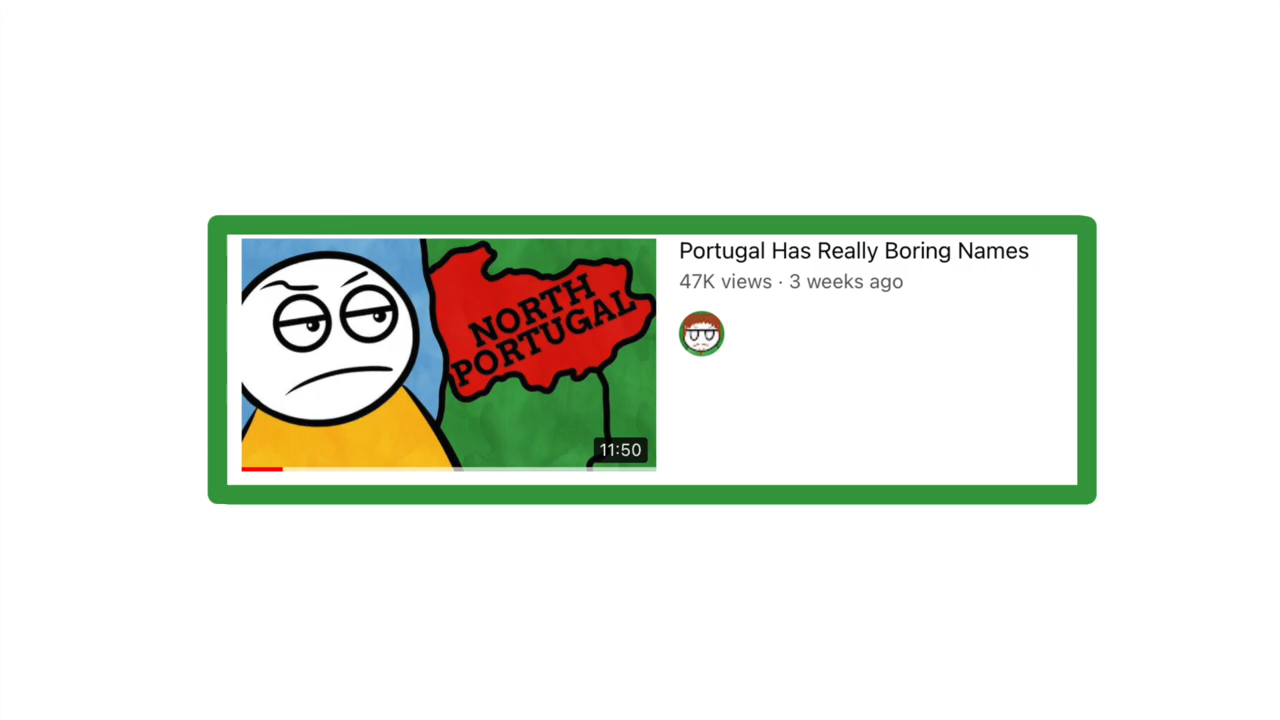 NORTH
PORTUGAL
11:50
Portugal Has Really Boring Names
47K views · 3 weeks ago